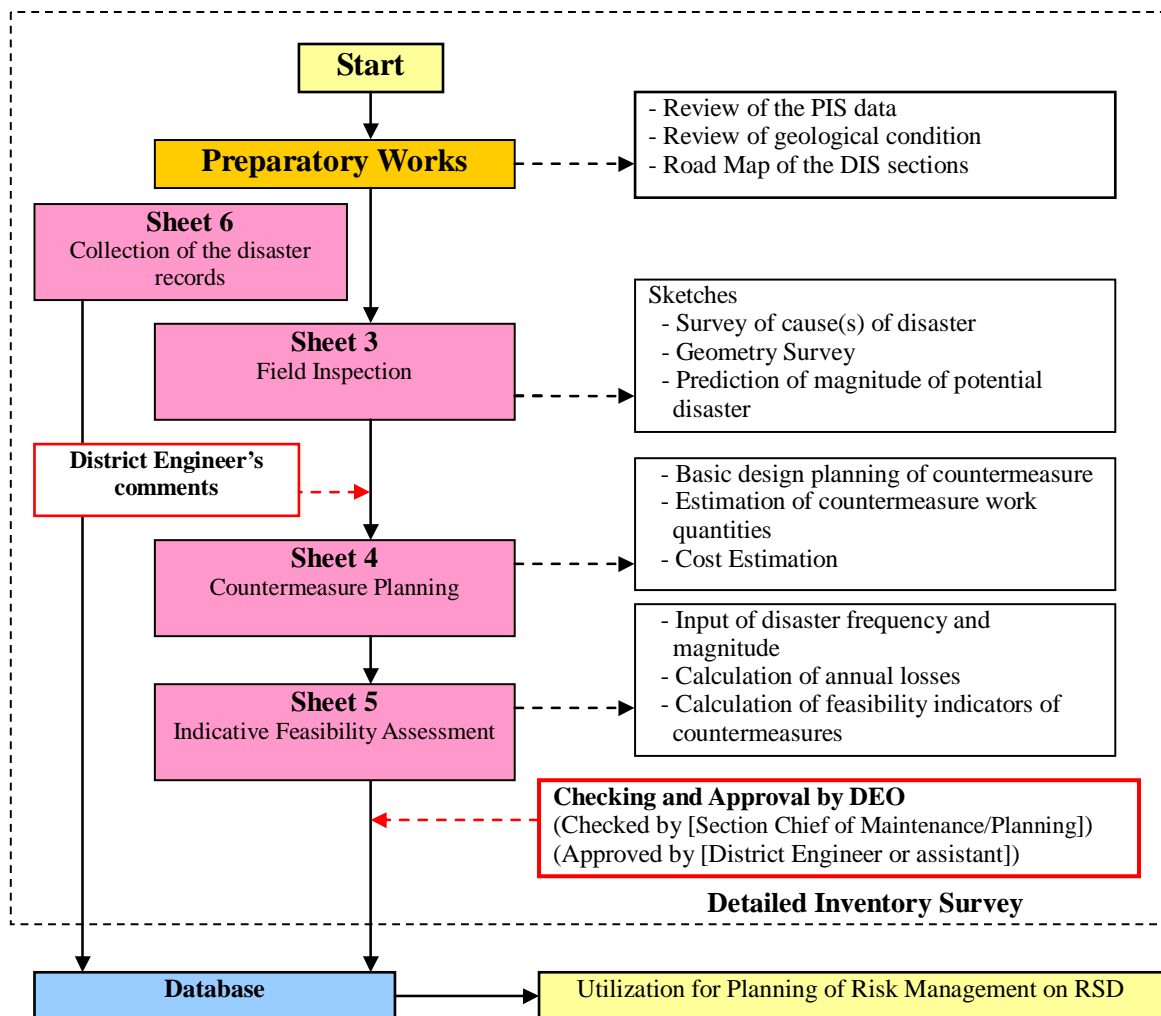 Start
Preparatory Works
- Review of the PIS data
- Review of geological condition
- Road Map of the DIS sections
Sheet 6
Collection of the disaster
records
Sheet 3
Field Inspection
Sketches
- Survey of cause(s) of disaster
- Geometry Survey
- Prediction of magnitude of potential
disaster
District Engineer’s
comments
Sheet 4
Countermeasure Planning
- Basic design planning of countermeasure
- Estimation of countermeasure work
quantities
- Cost Estimation
Sheet 5
Indicative Feasibility Assessment
- Input of disaster frequency and
magnitude
- Calculation of annual losses
- Calculation of feasibility indicators of
countermeasures
Checking and Approval by DEO
(Checked by [Section Chief of Maintenance/Planning])
(Approved by [District Engineer or assistant])
Detailed Inventory Survey
Database
Utilization for Planning of Risk Management on RSD